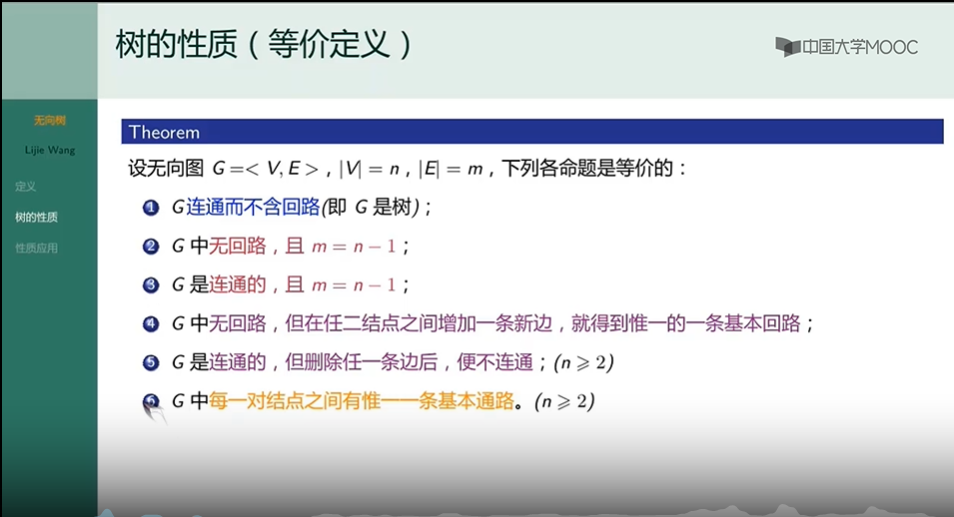 树的性质（等价定义）
中国大学MOOC
无向树
Lijie Wang
定义
树的性质
性质应用
Theorem
设无向图 G =< V, E >，|V| = n，|E| = m，下列各命题是等价的：
1 G连通而不含回路(即 G 是树)；
2 G 中无回路，且 m = n − 1；
3 G 是连通的，且 m = n − 1；
4 G 中无回路，但在任二结点之间增加一条新边，就得到惟一的一条基本回路；
5 G 是连通的，但删除任一条边后，便不连通；(n ⩾ 2)
6 G 中每一对结点之间有惟一一条基本通路。(n ⩾ 2)